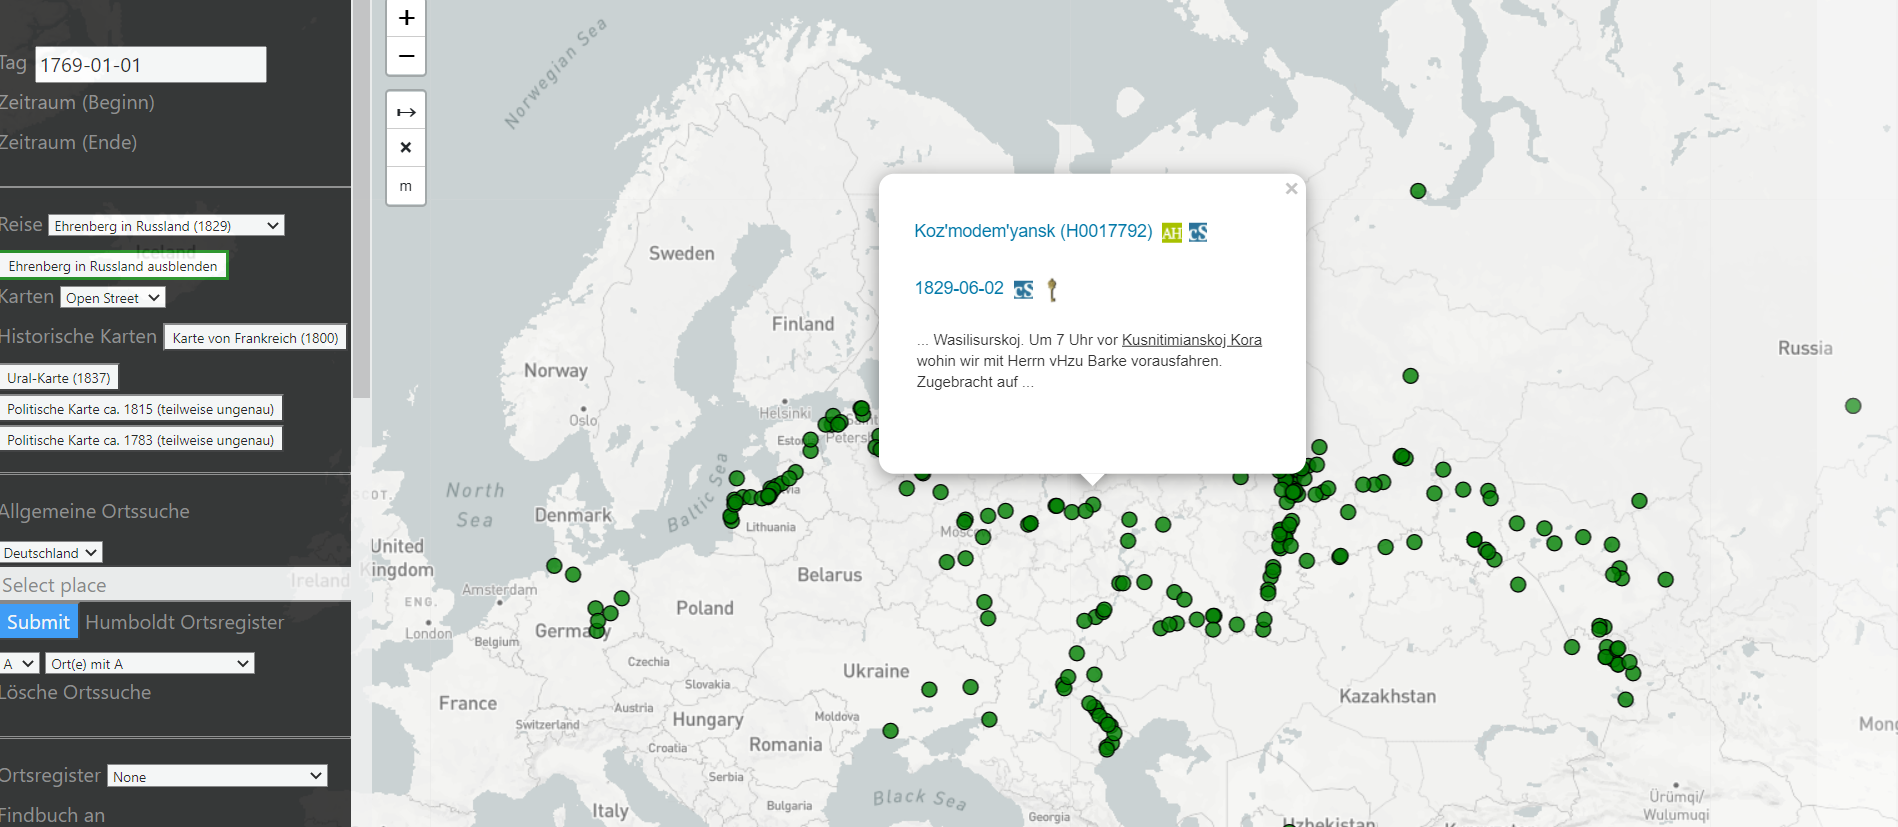 Tag 1769-01-01
Zeitraum (Beginn)
Zeitraum (Ende)
Reise Ehrenberg in Russland (1829)
Ehrenberg in Russland ausblenden
Karten Open Street
Historische Karten Karte von Frankreich (1800)
Ural-Karte (1837)
Politische Karte ca. 1815 (teilweise ungenau)
Politische Karte ca. 1783 (teilweise ungenau)
Allgemeine Ortssuche
Deutschland
Select place
Submit Humboldt Ortsregister
A Ort(e) mit A
Lösche Ortssuche
Ortsregister None
Findbuch an
+
−
↦
×
m
Koz'modem'yansk (H0017792) AH cS
×
1829-06-02 cS
... Wasilisurskoj. Um 7 Uhr vor Kusnitimianskoj Kora
wohin wir mit Herrn vHzu Barke vorausfahren.
Zugebracht auf ...
Iceland
Norwegian Sea
Sweden
Finland
Norway
Oslo
Helsinki
Saint
Petersb
Eston
Russia
North
Sea
Denmark
Baltic Sea
via
Lithuania
Mosc
SCOT.
United
Kingdom
Ireland
ENG.
London
Amsterdam
Belgium
Germany
Poland
Belarus
Czechia
Slovakia
Ukraine
France
Austria
Switzerland
Hungary
Moldova
Croatia
Romania
Serbia
Italy
Bulgaria
Black Sea
Georgia
Kazakhstan
Uzbekistan
Ürümqi/
Wulumuqi
Mong